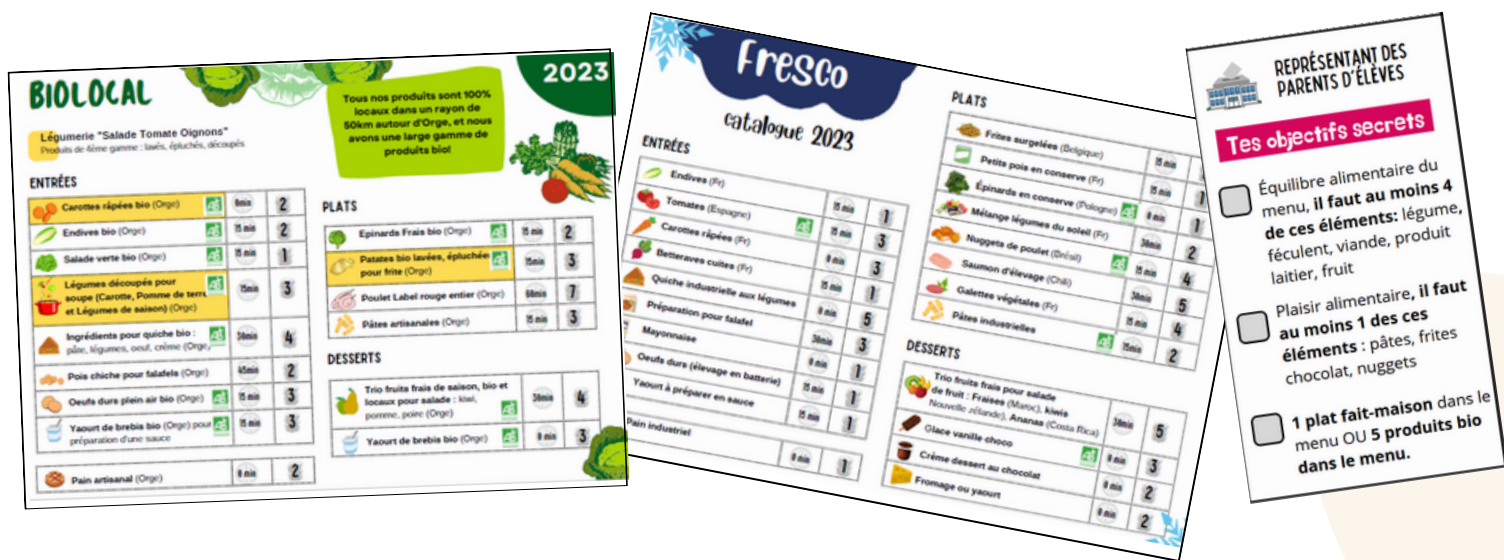 BIOLOCAL
2023
Légumerie "Salade Tomate Oignons"
Produits de 4ème gamme : lavés, épluchés, découpés
Tous nos produits sont 100%
locaux dans un rayon de
50km autour d'Orge, et nous
avons une large gamme de
produits bio!
ENTRÉES
Carottes râpées bio (Orge) AB 0min 2
Endives bio (Orge) AB 15 min 2
Salade verte bio (Orge) AB 15 min 1
Légumes découpés pour
soupe (Carotte, Pomme de terre
et Légumes de saison) (Orge) 15min 3
Ingrédients pour quiche bio : AB
pâte, légumes, oeuf, crème (Orge) 30min 4
Pois chiche pour falafels (Orge) 45min 2
Oeufs durs plein air bio (Orge) AB 15 min 3
Yaourt de brebis bio (Orge) pour AB 15 min 3
préparation d'une sauce
Pain artisanal (Orge) 0 min 2
PLATS
Epinards Frais bio (Orge) AB 15 min 2
Patates bio lavées, épluchées AB
pour frite (Orge) 15min 3
Poulet Label rouge entier (Orge) 60min 7
Pâtes artisanales (Orge) 15 min 3
DESSERTS
Trio fruits frais de saison, bio et
locaux pour salade : kiwi,
pomme, poire (Orge) AB 30min 4
Yaourt de brebis bio (Orge) AB 0 min 3
Fresco
catalogue 2023
ENTRÉES
Endives (Fr) 15 min 1
Tomates (Espagne) AB 15 min 3
Carottes râpées (Fr) 0 min 3
Betteraves cuites (Fr) 15 min 1
Quiche industrielle aux légumes 0 min 5
Préparation pour falafel 30min 3
Mayonnaise 0 min 1
Oeufs durs (élevage en batterie) 15 min 1
Yaourt à préparer en sauce 15 min 1
Pain industriel 0 min 1
PLATS
Frites surgelées (Belgique) 15 min
Petits pois en conserve (Fr) 15 min 1
Épinards en conserve (Pologne) AB 0 min 1
Mélange légumes du soleil (Fr) 30min 2
Nuggets de poulet (Brésil) AB 15 min 4
Saumon d'élevage (Chili) 30min 5
Galettes végétales (Fr) 15 min 4
Pâtes industrielles AB 15min 2
DESSERTS
Trio fruits frais pour salade
de fruit : Fraises (Maroc), kiwis
Nouvelle zélande), Ananas (Costa Rica) 30min 5
Glace vanille choco AB 0 min 3
Crème dessert au chocolat 0 min 2
Fromage ou yaourt 0 min 2
REPRÉSENTANT DES
PARENTS D'ÉLÈVES
Tes objectifs secrets
Équilibre alimentaire du
menu, il faut au moins 4
de ces éléments: légume,
féculent, viande, produit
laitier, fruit
Plaisir alimentaire, il faut
au moins 1 des ces
éléments : pâtes, frites
chocolat, nuggets
1 plat fait-maison dans le
menu OU 5 produits bio
dans le menu.